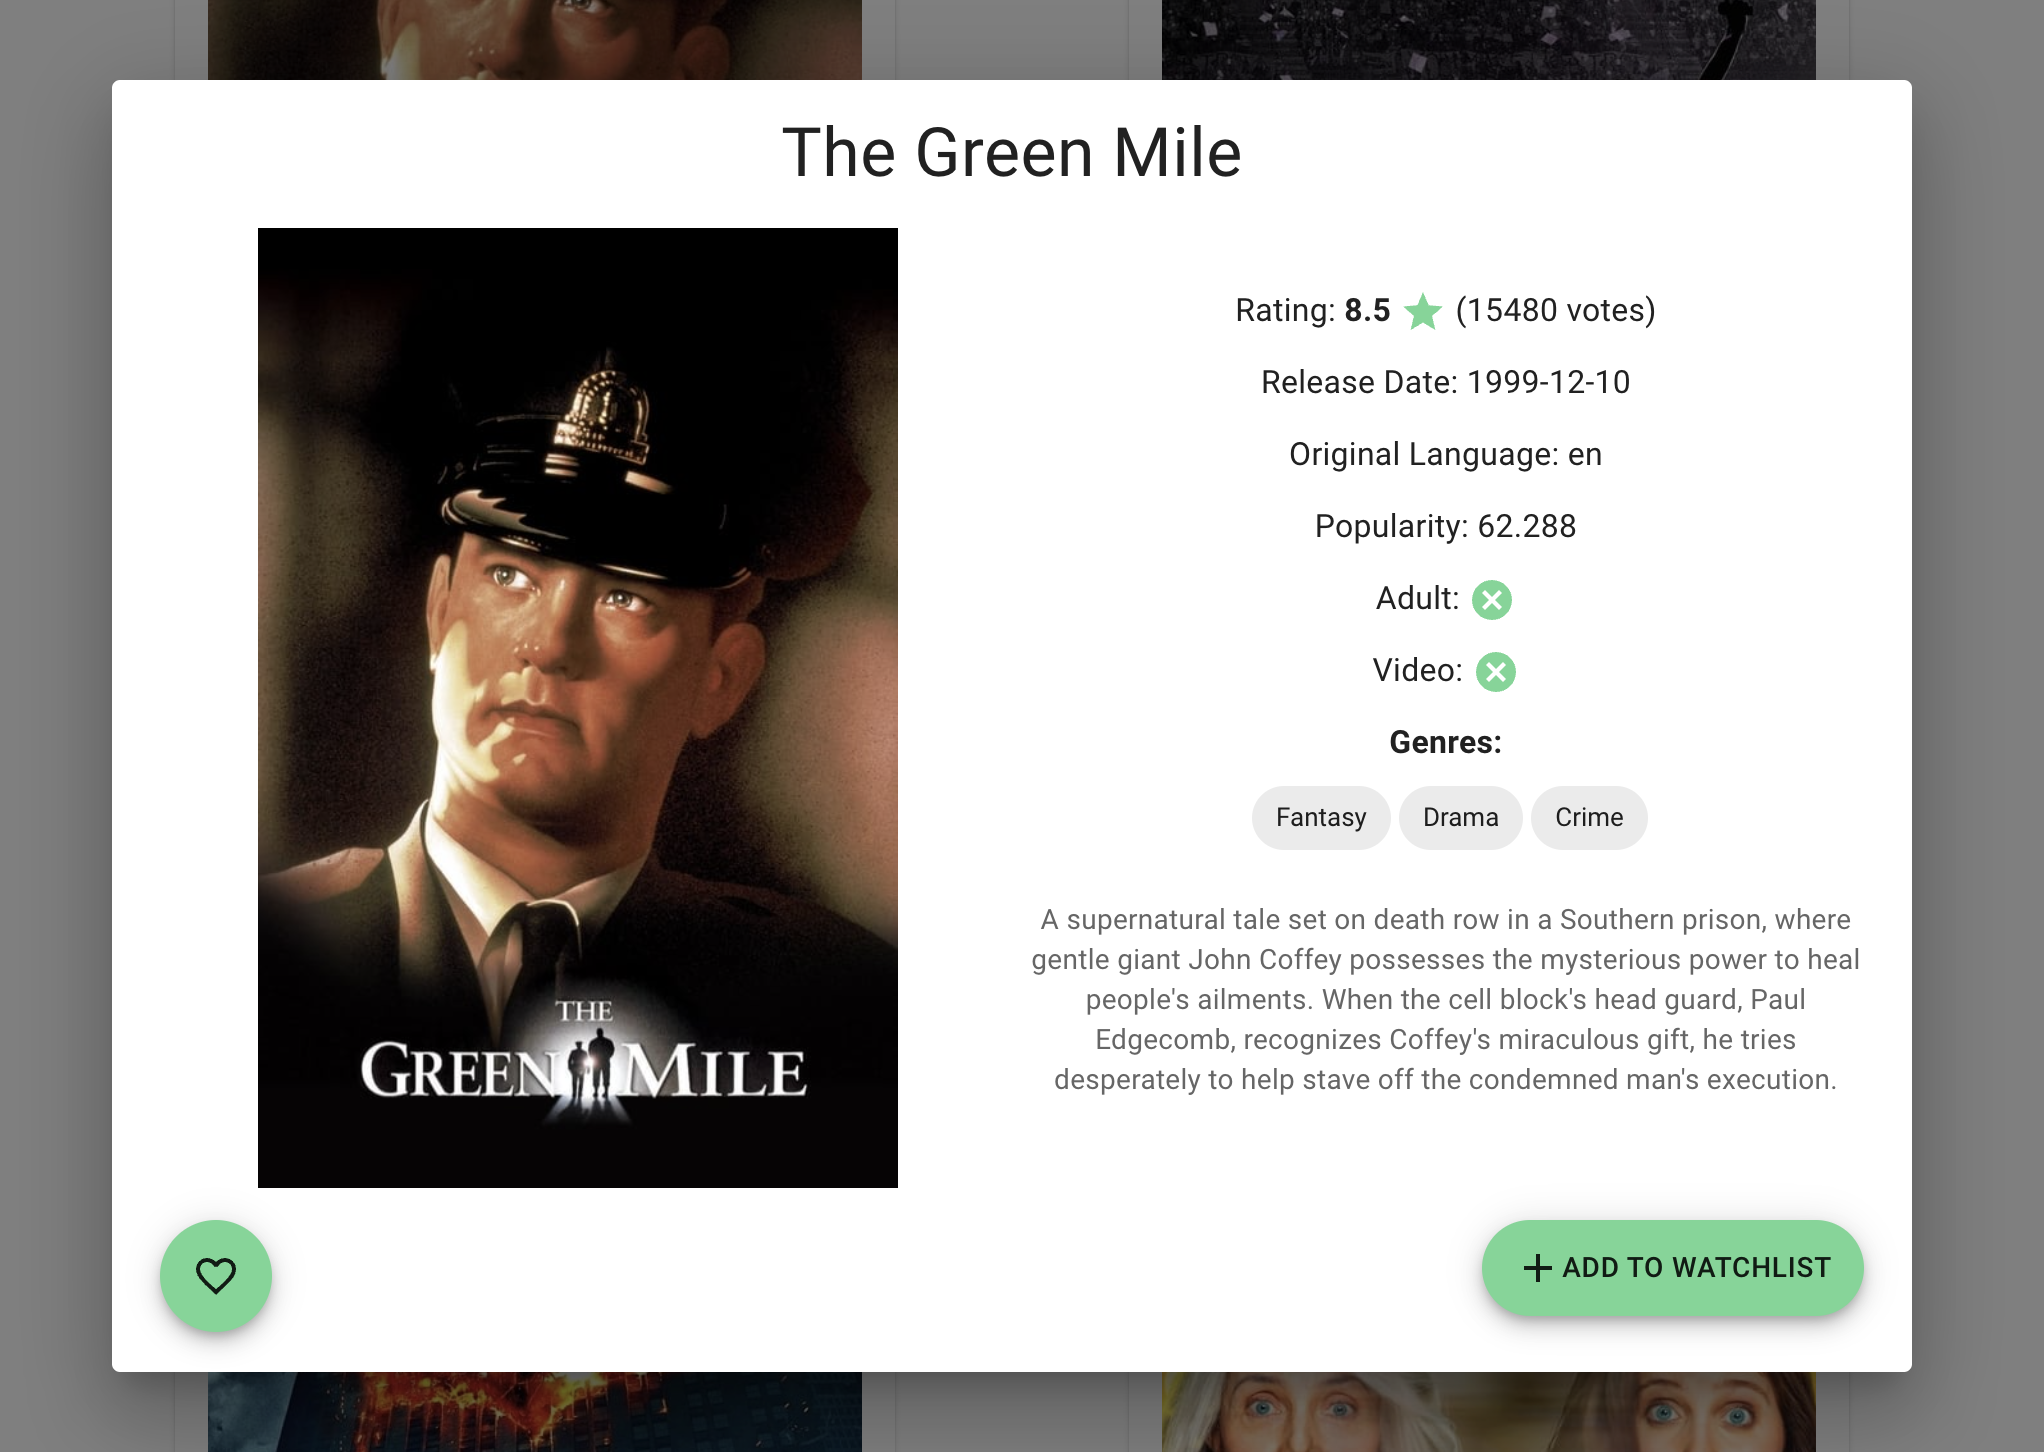 The Green Mile
THE
GREEN MILE
Rating: 8.5 (15480 votes)
Release Date: 1999-12-10
Original Language: en
Popularity: 62.288
Adult:
Video:
Genres:
Fantasy Drama Crime
A supernatural tale set on death row in a Southern prison, where
gentle giant John Coffey possesses the mysterious power to heal
people's ailments. When the cell block's head guard, Paul
Edgecomb, recognizes Coffey's miraculous gift, he tries
desperately to help stave off the condemned man's execution.
ADD TO WATCHLIST